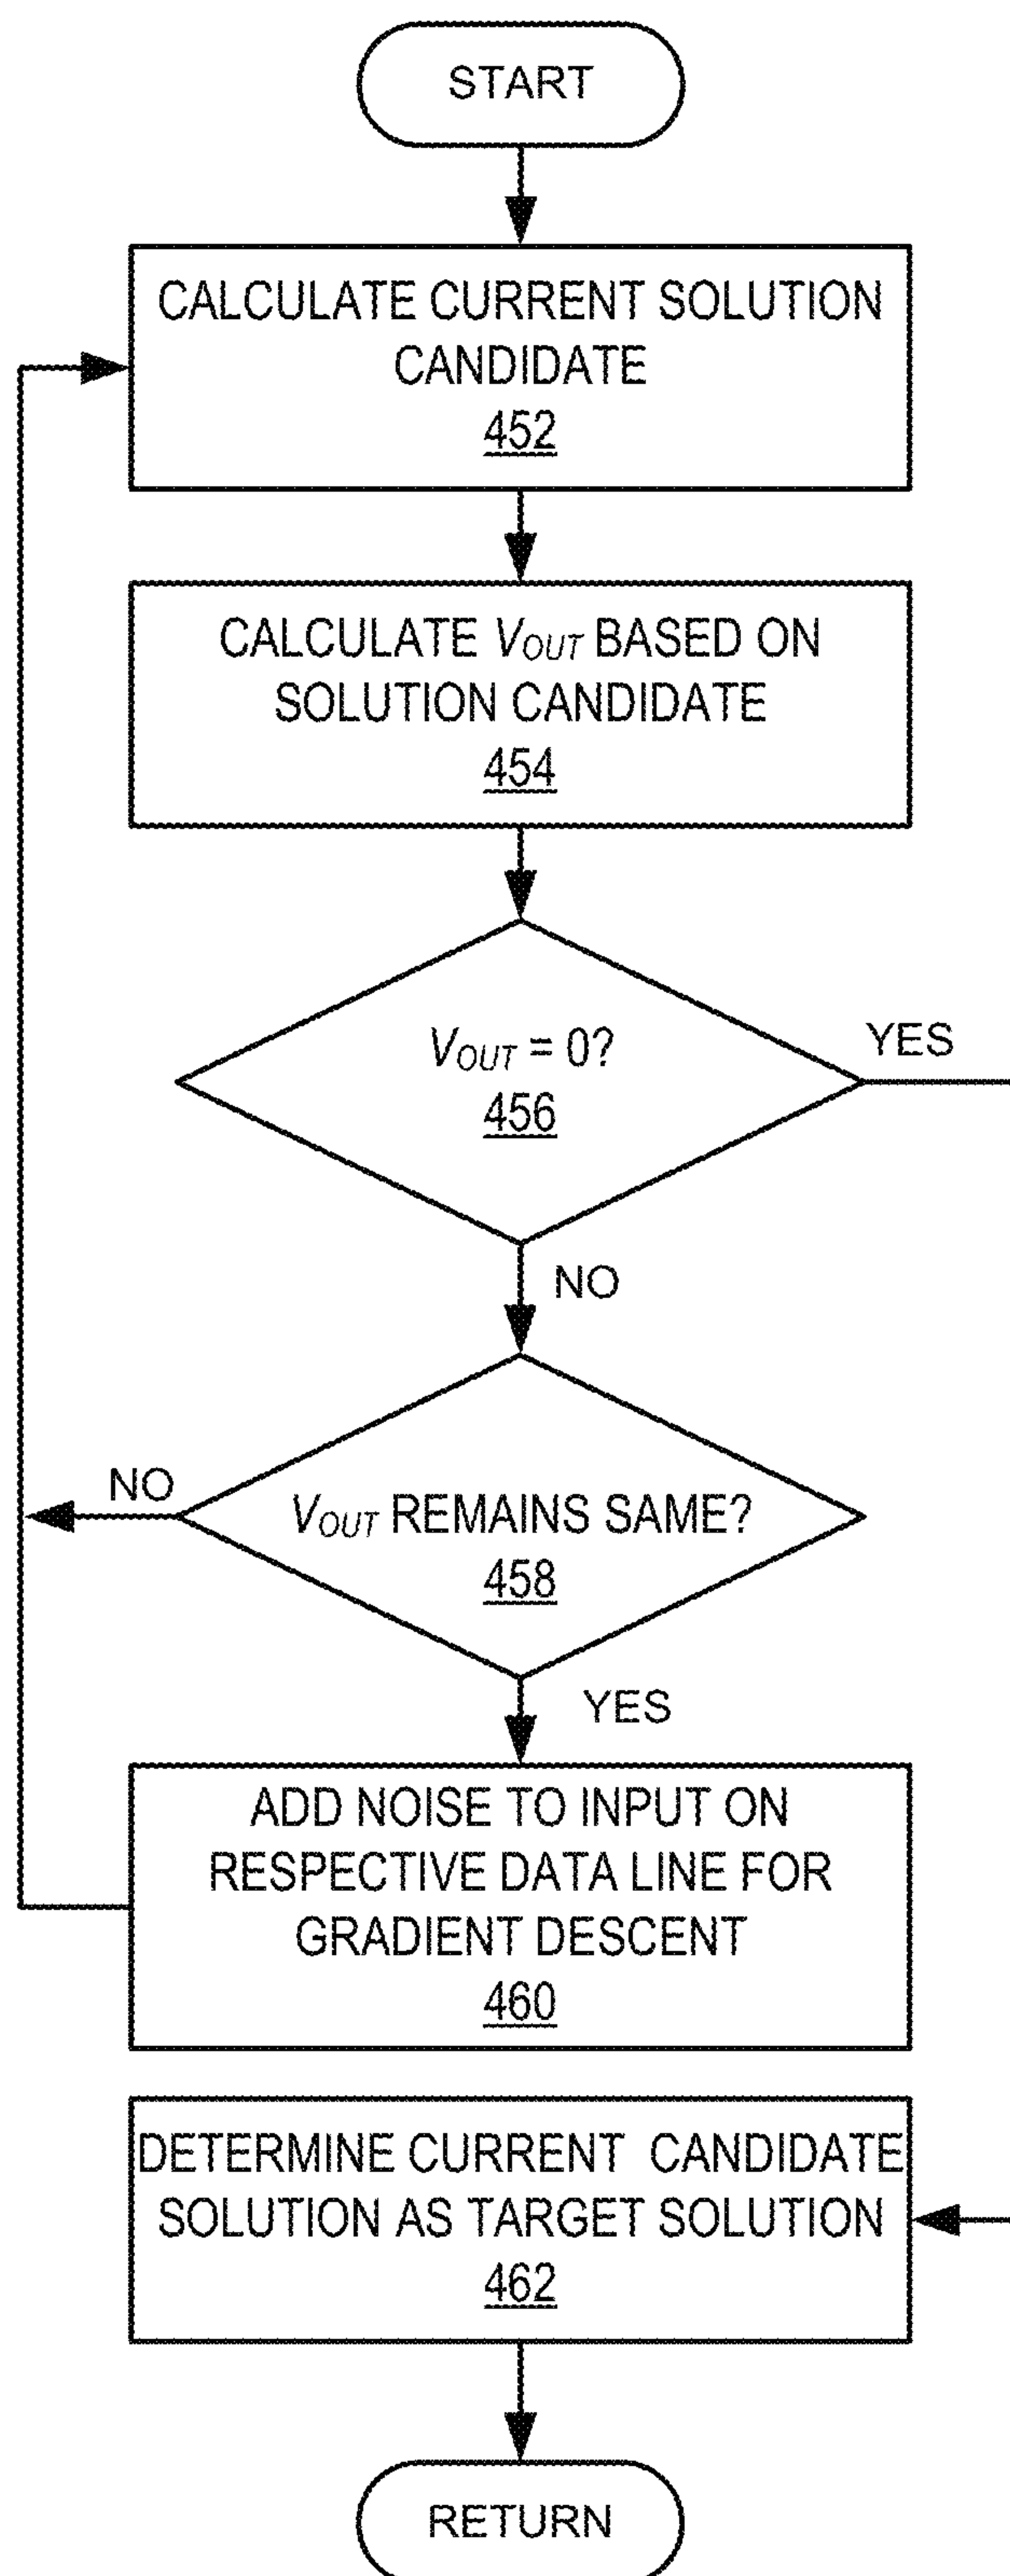 START
CALCULATE CURRENT SOLUTION
CANDIDATE
452
CALCULATE VOUT BASED ON
SOLUTION CANDIDATE
454
VOUT = 0?
456
YES
NO
VOUT REMAINS SAME?
458
NO
YES
ADD NOISE TO INPUT ON
RESPECTIVE DATA LINE FOR
GRADIENT DESCENT
460
DETERMINE CURRENT CANDIDATE
SOLUTION AS TARGET SOLUTION
462
RETURN